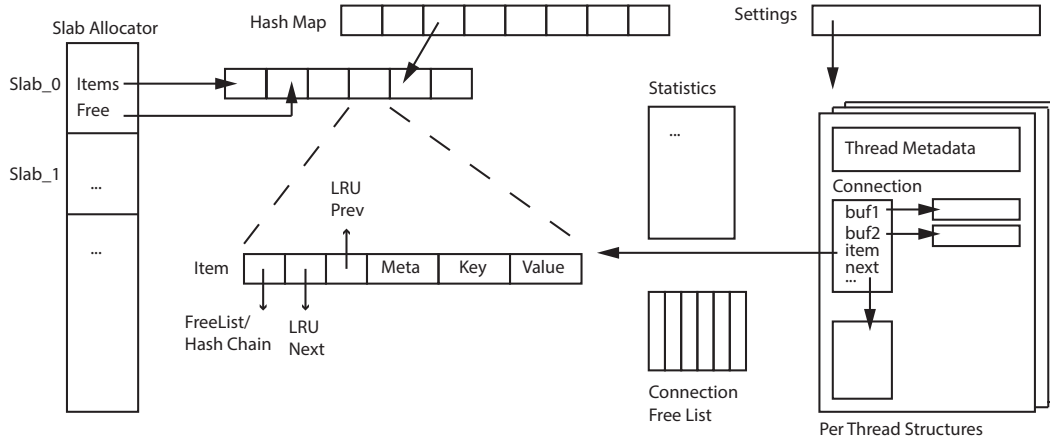 Hash Map
Settings
Slab Allocator
Slab_0
Items
Free
Slab_1
...
...
Statistics
...
Thread Metadata
Connection
buf1
buf2
item
next
...
LRU
Prev
Item
Meta
Key
Value
FreeList/
Hash Chain
LRU
Next
Connection
Free List
Per Thread Structures